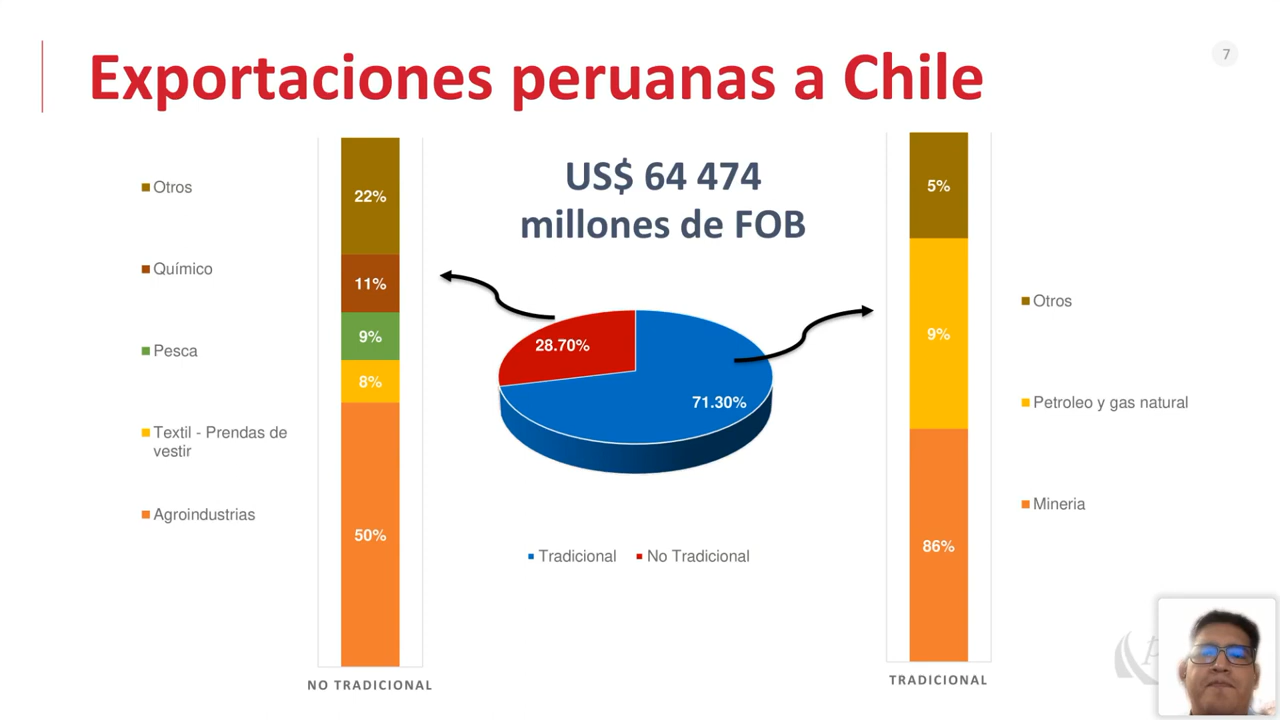 7
Exportaciones peruanas a Chile
US$ 64 474
millones de FOB
Otros
Químico
Pesca
Textil - Prendas de
vestir
Agroindustrias
22%
11%
9%
8%
50%
NO TRADICIONAL
28.70%
71.30%
Tradicional
No Tradicional
5%
9%
86%
TRADICIONAL
Otros
Petroleo y gas natural
Mineria